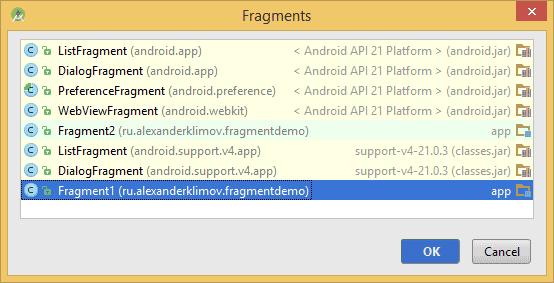 Fragments
ListFragment (android.app) < Android API 21 Platform > (android.jar)
DialogFragment (android.app) < Android API 21 Platform > (android.jar)
PreferenceFragment (android.preference) < Android API 21 Platform > (android.jar)
WebViewFragment (android.webkit) < Android API 21 Platform > (android.jar)
Fragment2 (ru.alexanderklimov.fragmentdemo) app
ListFragment (android.support.v4.app) support-v4-21.0.3 (classes.jar)
DialogFragment (android.support.v4.app) support-v4-21.0.3 (classes.jar)
Fragment1 (ru.alexanderklimov.fragmentdemo) app
OK Cancel